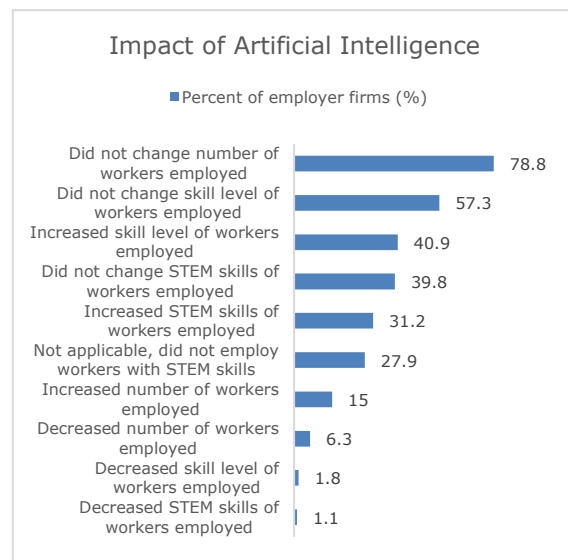 Impact of Artificial Intelligence
Percent of employer firms (%)
Did not change number of
workers employed
78.8
Did not change skill level of
workers employed
57.3
Increased skill level of workers
employed
40.9
Did not change STEM skills of
workers employed
39.8
Increased STEM skills of
workers employed
31.2
Not applicable, did not employ
workers with STEM skills
27.9
Increased number of workers
employed
15
Decreased number of workers
employed
6.3
Decreased skill level of
workers employed
1.8
Decreased STEM skills of
workers employed
1.1